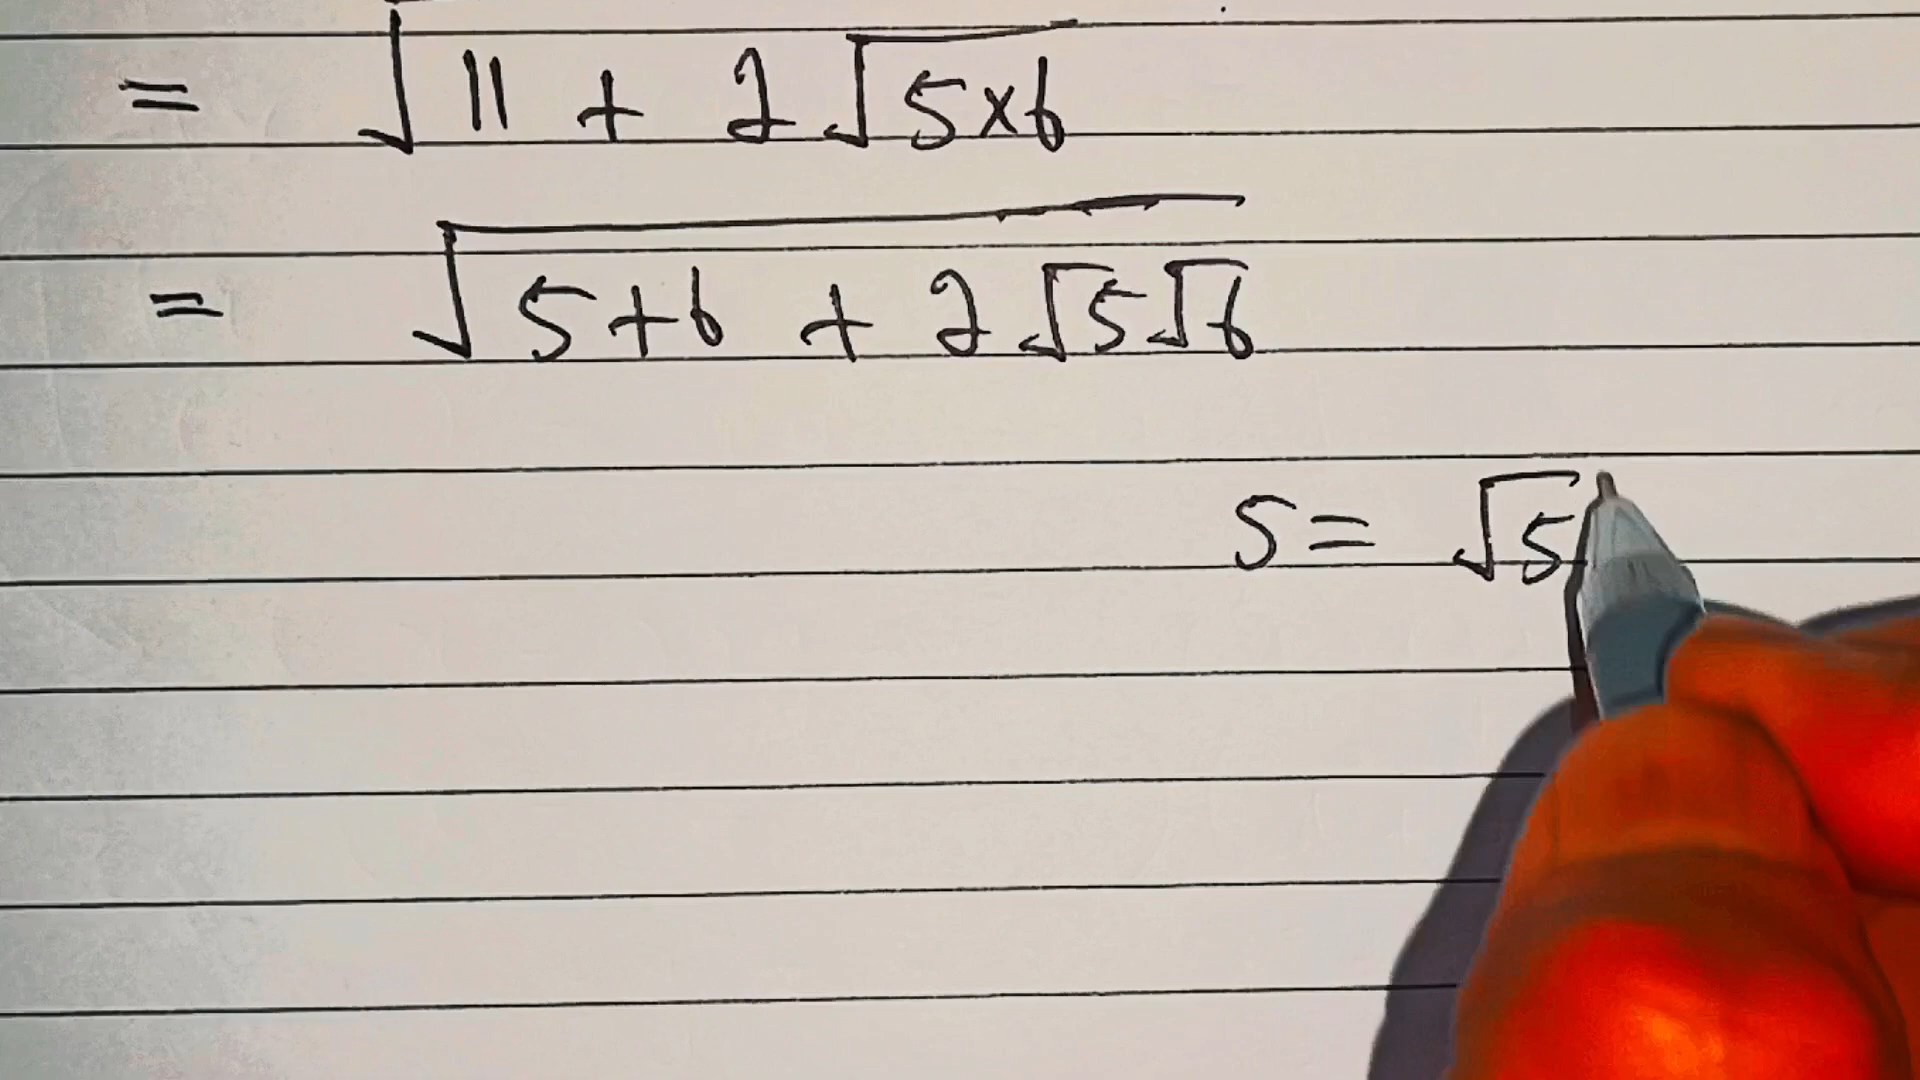 = √11 + 2√5×6
= √5+6 + 2√5√6
5 = √5